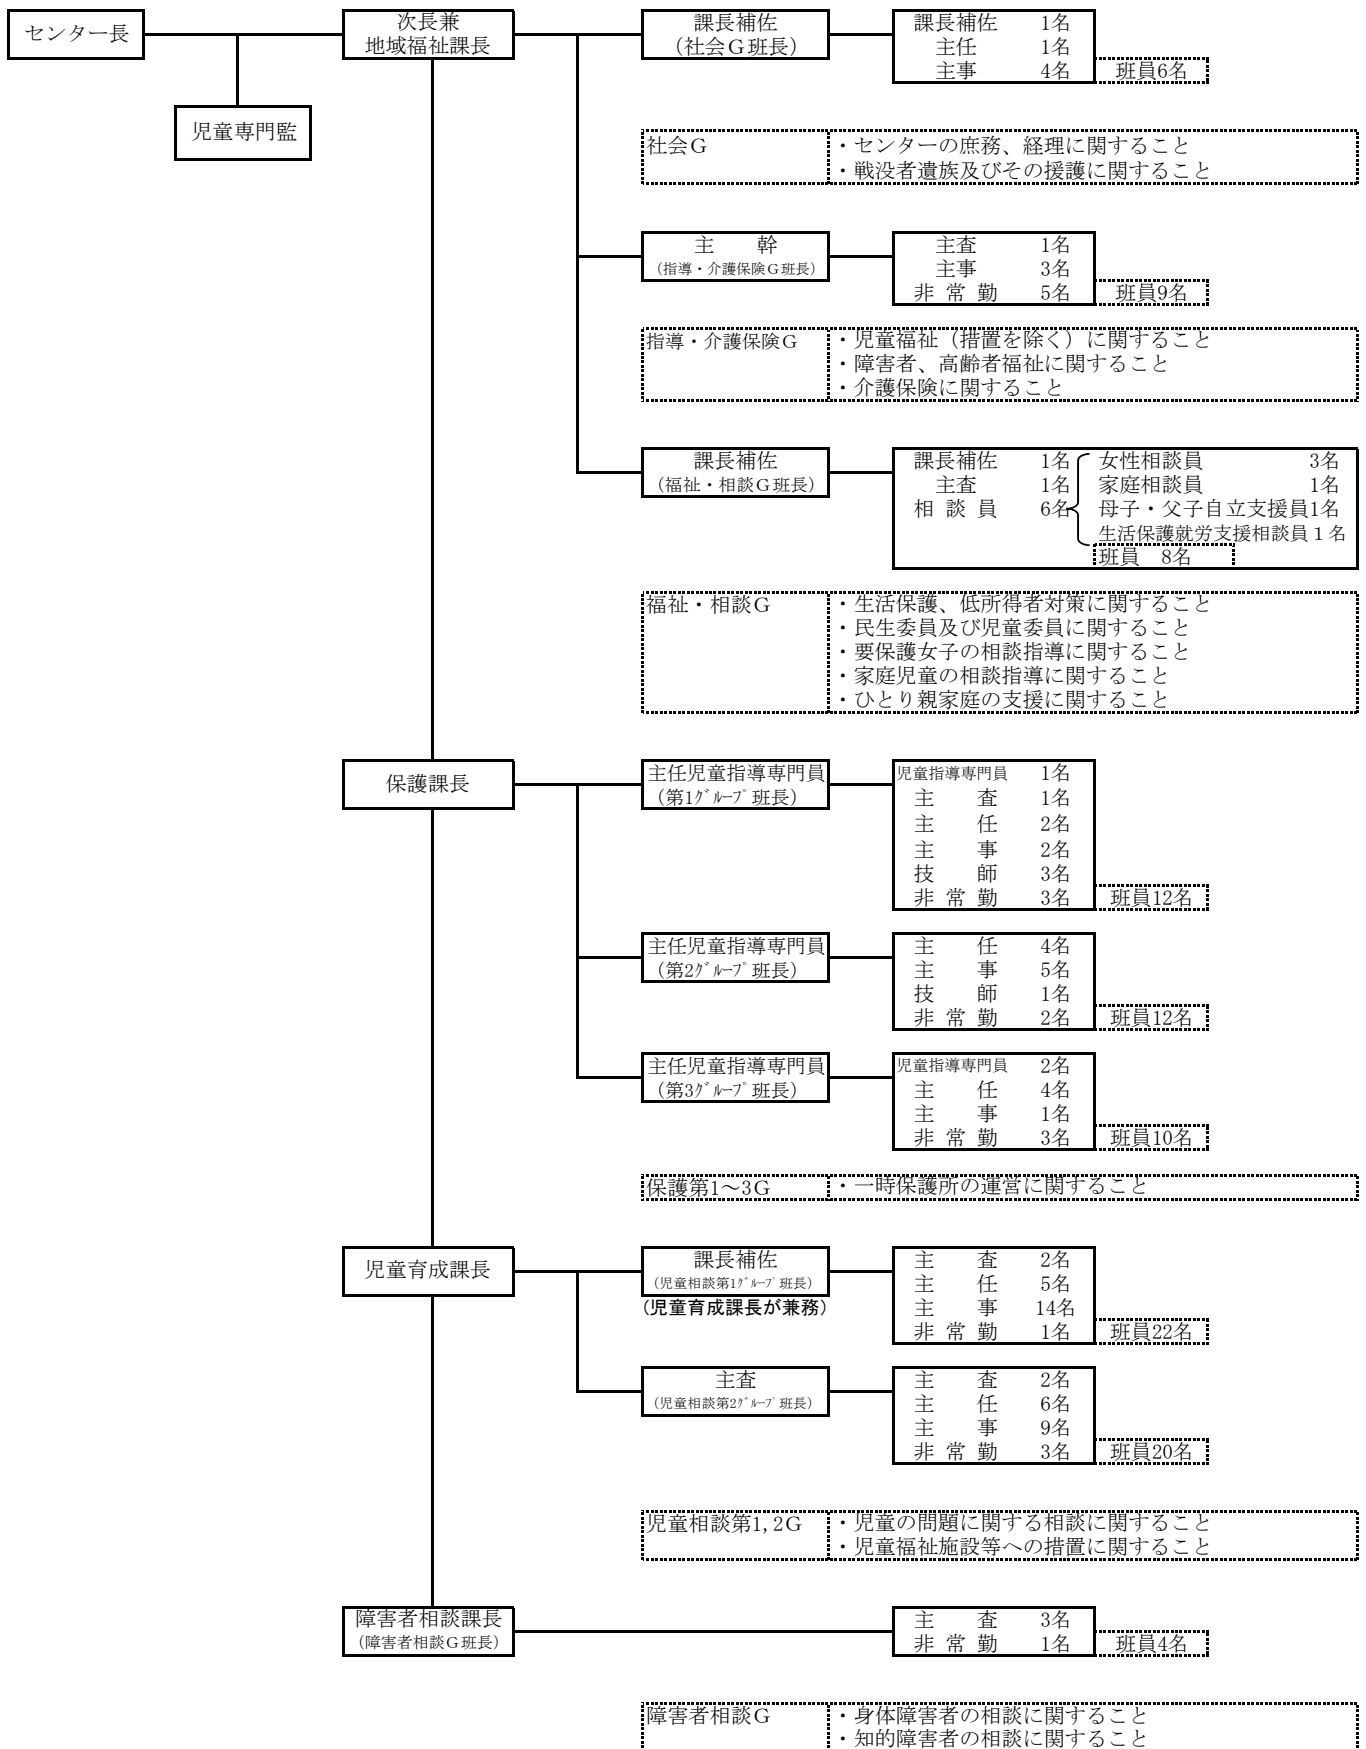 センター長
次長兼
地域福祉課長
児童専門監
課長補佐
（社会Ｇ班長）
課長補佐 1名
主任 1名
主事 4名 班員6名
社会Ｇ ・センターの庶務、経理に関すること
・戦没者遺族及びその援護に関すること
主　幹
（指導・介護保険Ｇ班長）
主査 1名
主事 3名
非 常 勤 5名 班員9名
指導・介護保険Ｇ ・児童福祉（措置を除く）に関すること
・障害者、高齢者福祉に関すること
・介護保険に関すること
課長補佐
（福祉・相談Ｇ班長）
課長補佐 1名 女性相談員 3名
主査 1名 家庭相談員 1名
相 談 員 6名 母子・父子自立支援員1名
生活保護就労支援相談員１名
班員　8名
福祉・相談Ｇ ・生活保護、低所得者対策に関すること
・民生委員及び児童委員に関すること
・要保護女子の相談指導に関すること
・家庭児童の相談指導に関すること
・ひとり親家庭の支援に関すること
保護課長
主任児童指導専門員
（第1ｸﾞﾙｰﾌﾟ班長）
児童指導専門員 1名
主　査 1名
主　任 2名
主　事 2名
技　師 3名
非 常 勤 3名 班員12名
主任児童指導専門員
（第2ｸﾞﾙｰﾌﾟ班長）
主　任 4名
主　事 5名
技　師 1名
非 常 勤 2名 班員12名
主任児童指導専門員
（第3ｸﾞﾙｰﾌﾟ班長）
児童指導専門員 2名
主　任 4名
主　事 1名
非 常 勤 3名 班員10名
保護第1～3Ｇ ・一時保護所の運営に関すること
児童育成課長
課長補佐
（児童相談第1ｸﾞﾙｰﾌﾟ班長）
（児童育成課長が兼務）
主　査 2名
主　任 5名
主　事 14名
非 常 勤 1名 班員22名
主査
（児童相談第2ｸﾞﾙｰﾌﾟ班長）
主　査 2名
主　任 6名
主　事 9名
非 常 勤 3名 班員20名
児童相談第1,2Ｇ ・児童の問題に関する相談に関すること
・児童福祉施設等への措置に関すること
障害者相談課長
（障害者相談Ｇ班長）
主　査 3名
非 常 勤 1名 班員4名
障害者相談Ｇ ・身体障害者の相談に関すること
・知的障害者の相談に関すること